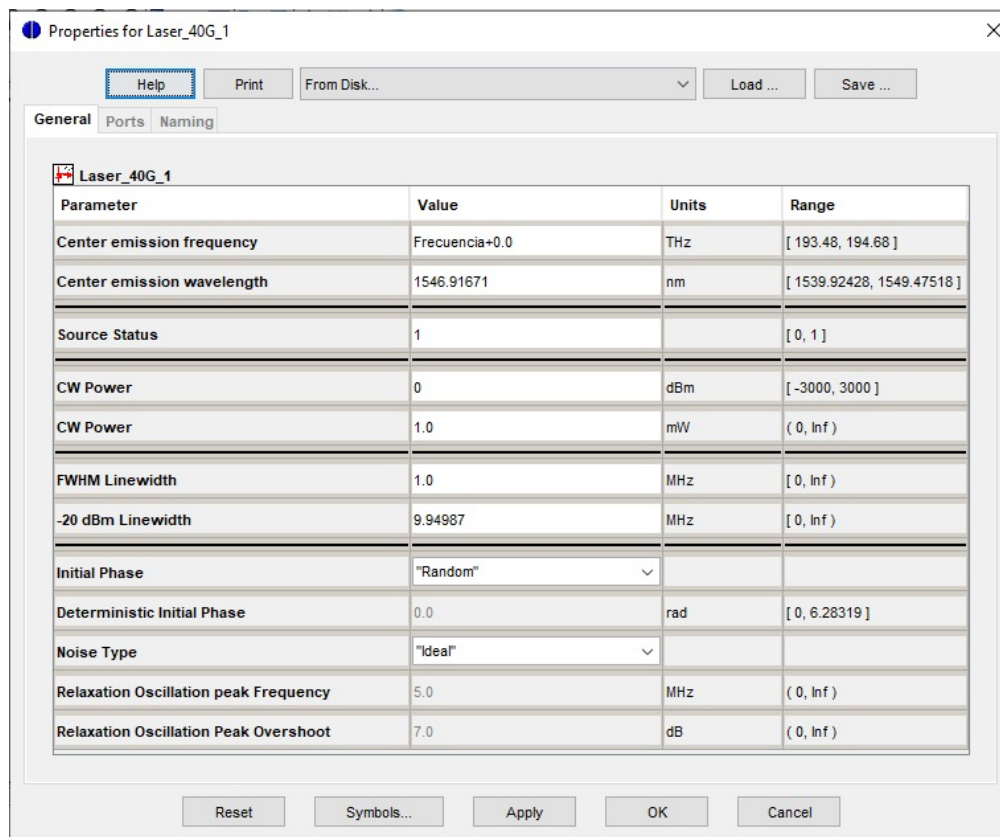 Properties for Laser_40G_1
Help Print From Disk... Load ... Save ...
General Ports Naming
Laser_40G_1
Parameter Value Units Range
Center emission frequency Frecuencia+0.0 THz [ 193.48, 194.68 ]
Center emission wavelength 1546.91671 nm [ 1539.92428, 1549.47518 ]
Source Status 1 [ 0, 1 ]
CW Power 0 dBm [ -3000, 3000 ]
CW Power 1.0 mW ( 0, Inf )
FWHM Linewidth 1.0 MHz [ 0, Inf )
-20 dBm Linewidth 9.94987 MHz [ 0, Inf )
Initial Phase "Random"
Deterministic Initial Phase 0.0 rad [ 0, 6.28319 ]
Noise Type "Ideal"
Relaxation Oscillation peak Frequency 5.0 MHz ( 0, Inf )
Relaxation Oscillation Peak Overshoot 7.0 dB ( 0, Inf )
Reset Symbols... Apply OK Cancel